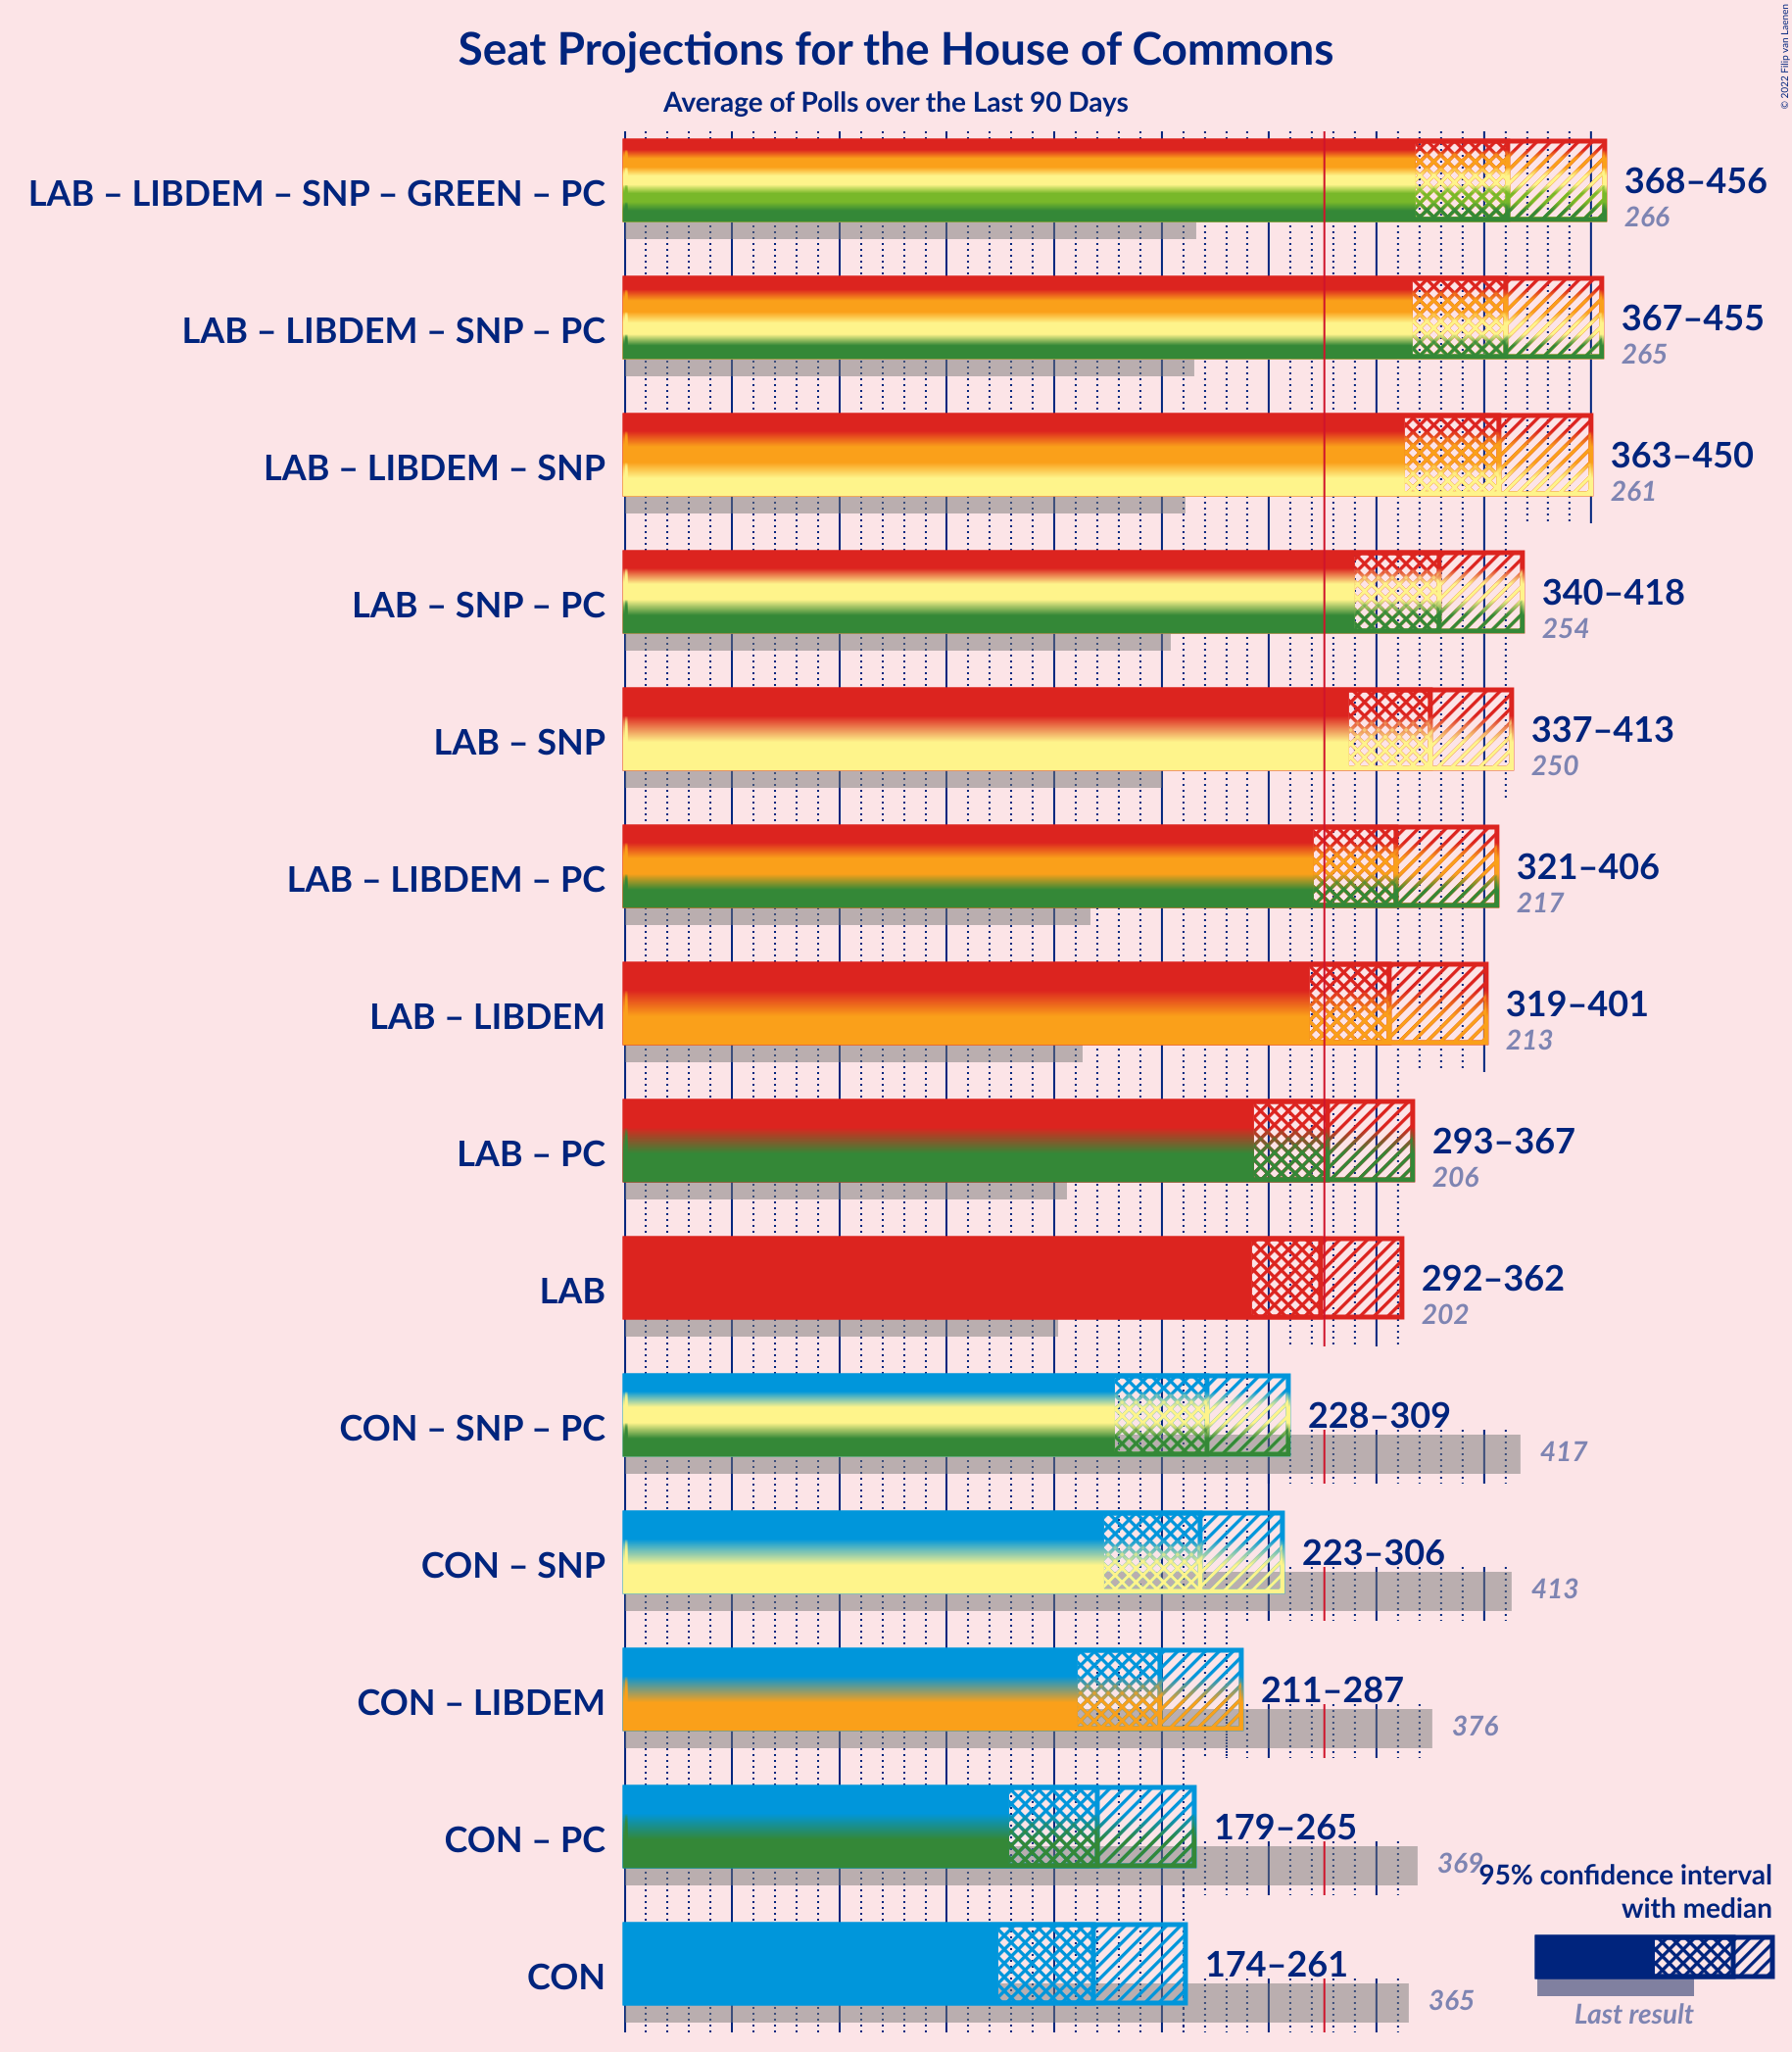 © 2022 Filip van Laenen
Seat Projections for the House of Commons
Average of Polls over the Last 90 Days
LAB – LIBDEM – SNP – GREEN – PC
368–456
266
LAB – LIBDEM – SNP – PC
367–455
265
LAB – LIBDEM – SNP
363–450
261
LAB – SNP – PC
340–418
254
LAB – SNP
337–413
250
LAB – LIBDEM – PC
321–406
217
LAB – LIBDEM
319–401
213
LAB – PC
293–367
206
LAB
292–362
202
CON – SNP – PC
228–309
417
CON – SNP
223–306
413
CON – LIBDEM
211–287
376
CON – PC
179–265
369
CON
174–261
365
95% confidence interval
with median
Last result